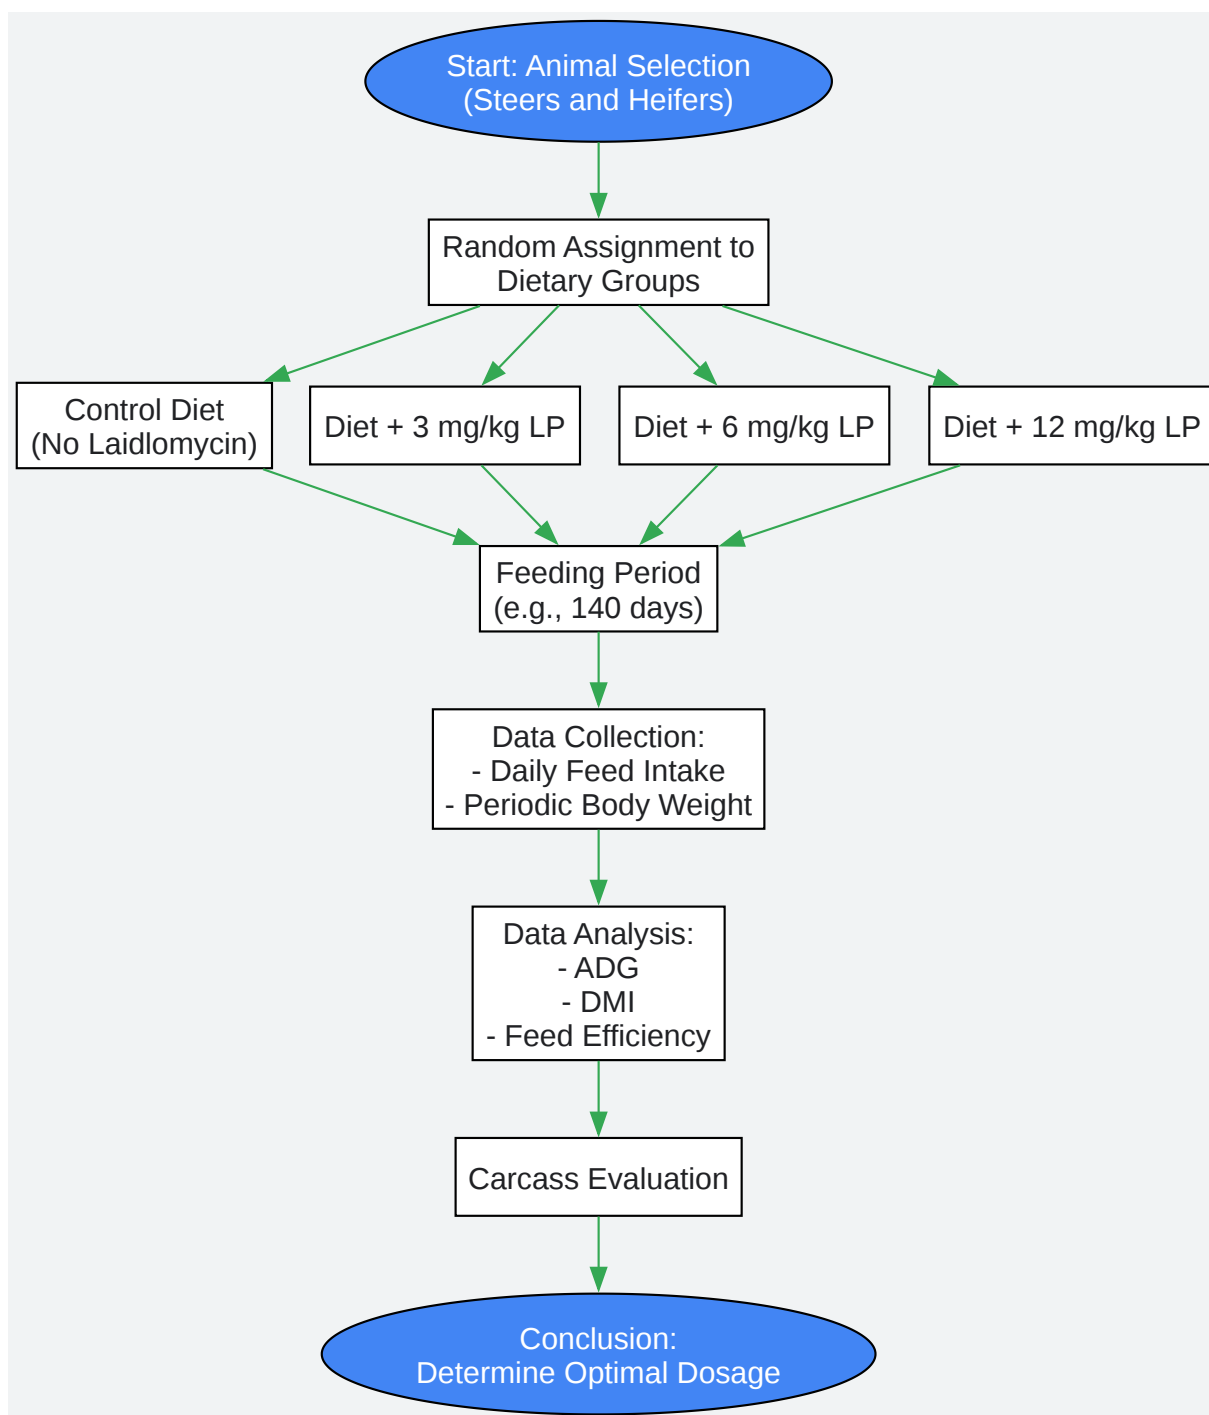 Start: Animal Selection
(Steers and Heifers)
Random Assignment to
Dietary Groups
Control Diet
(No Laidlomycin)
Diet + 3 mg/kg LP
Diet + 6 mg/kg LP
Diet + 12 mg/kg LP
Feeding Period
(e.g., 140 days)
Data Collection:
- Daily Feed Intake
- Periodic Body Weight
Data Analysis:
- ADG
- DMI
- Feed Efficiency
Carcass Evaluation
Conclusion:
Determine Optimal Dosage